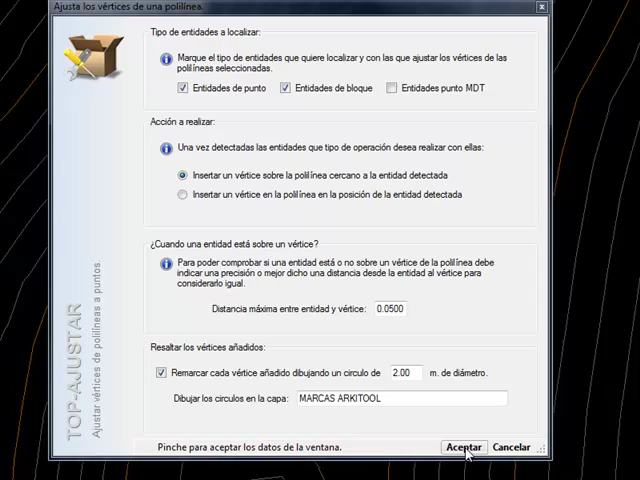 Ajusta los vértices de una polilínea.
x
Tipo de entidades a localizar:
Marque el tipo de entidades que quiere localizar y con las que ajustar los vértices de las
polilíneas seleccionadas.
Entidades de punto
Entidades de bloque
Entidades punto MDT
Acción a realizar:
Una vez detectadas las entidades que tipo de operación desea realizar con ellas:
Insertar un vértice sobre la polilínea cercano a la entidad detectada
Insertar un vértice en la polilínea en la posición de la entidad detectada
¿Cuando una entidad está sobre un vértice?
Para poder comprobar si una entidad está o no sobre un vértice de la polilínea debe
indicar una precisión o mejor dicho una distancia desde la entidad al vértice para
considerarlo igual.
Distancia máxima entre entidad y vértice: 0.0500
Resaltar los vértices añadidos:
Remarcar cada vértice añadido dibujando un circulo de 2.00 m. de diámetro.
Dibujar los circulos en la capa: MARCAS ARKITOOL
TOP-AJUSTAR
Ajustar vértices de polilíneas a puntos.
Pinche para aceptar los datos de la ventana.
Aceptar
Cancelar